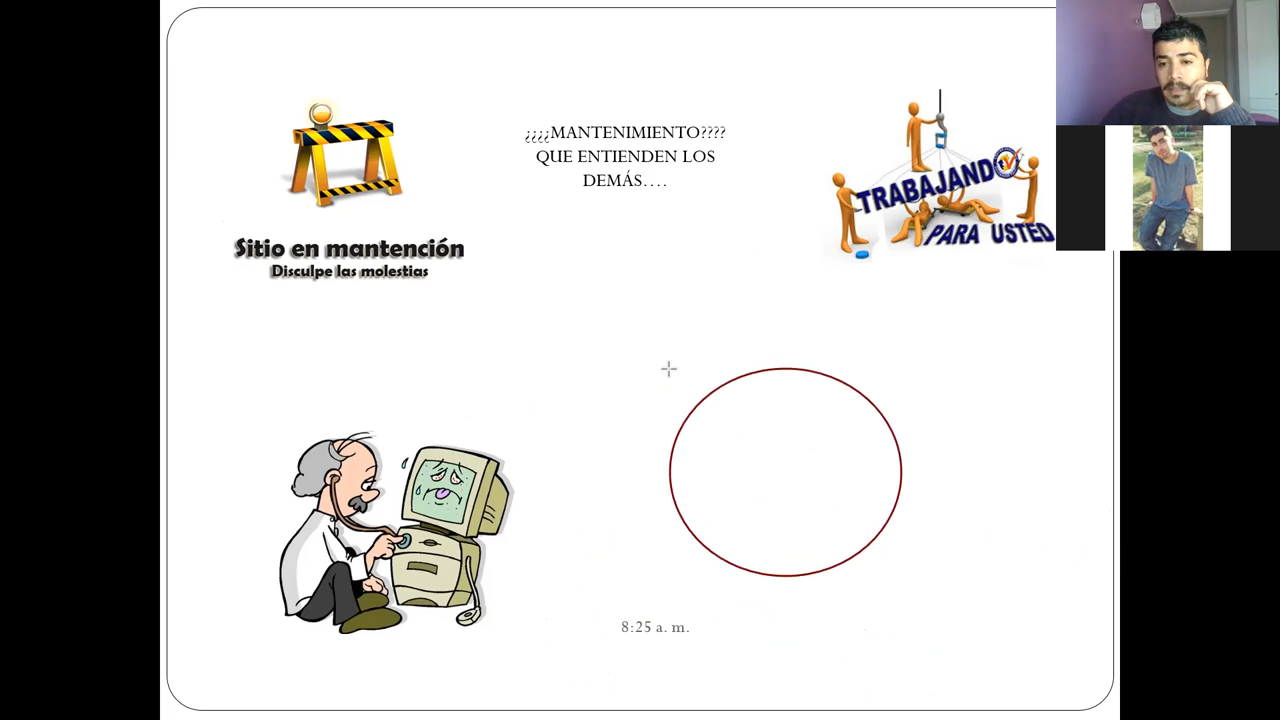 ¿¿¿¿MANTENIMIENTO????
QUE ENTIENDEN LOS
DEMÁS….
Sitio en mantención
Disculpe las molestias
TRABAJANDO
PARA USTED
8:25 a. m.